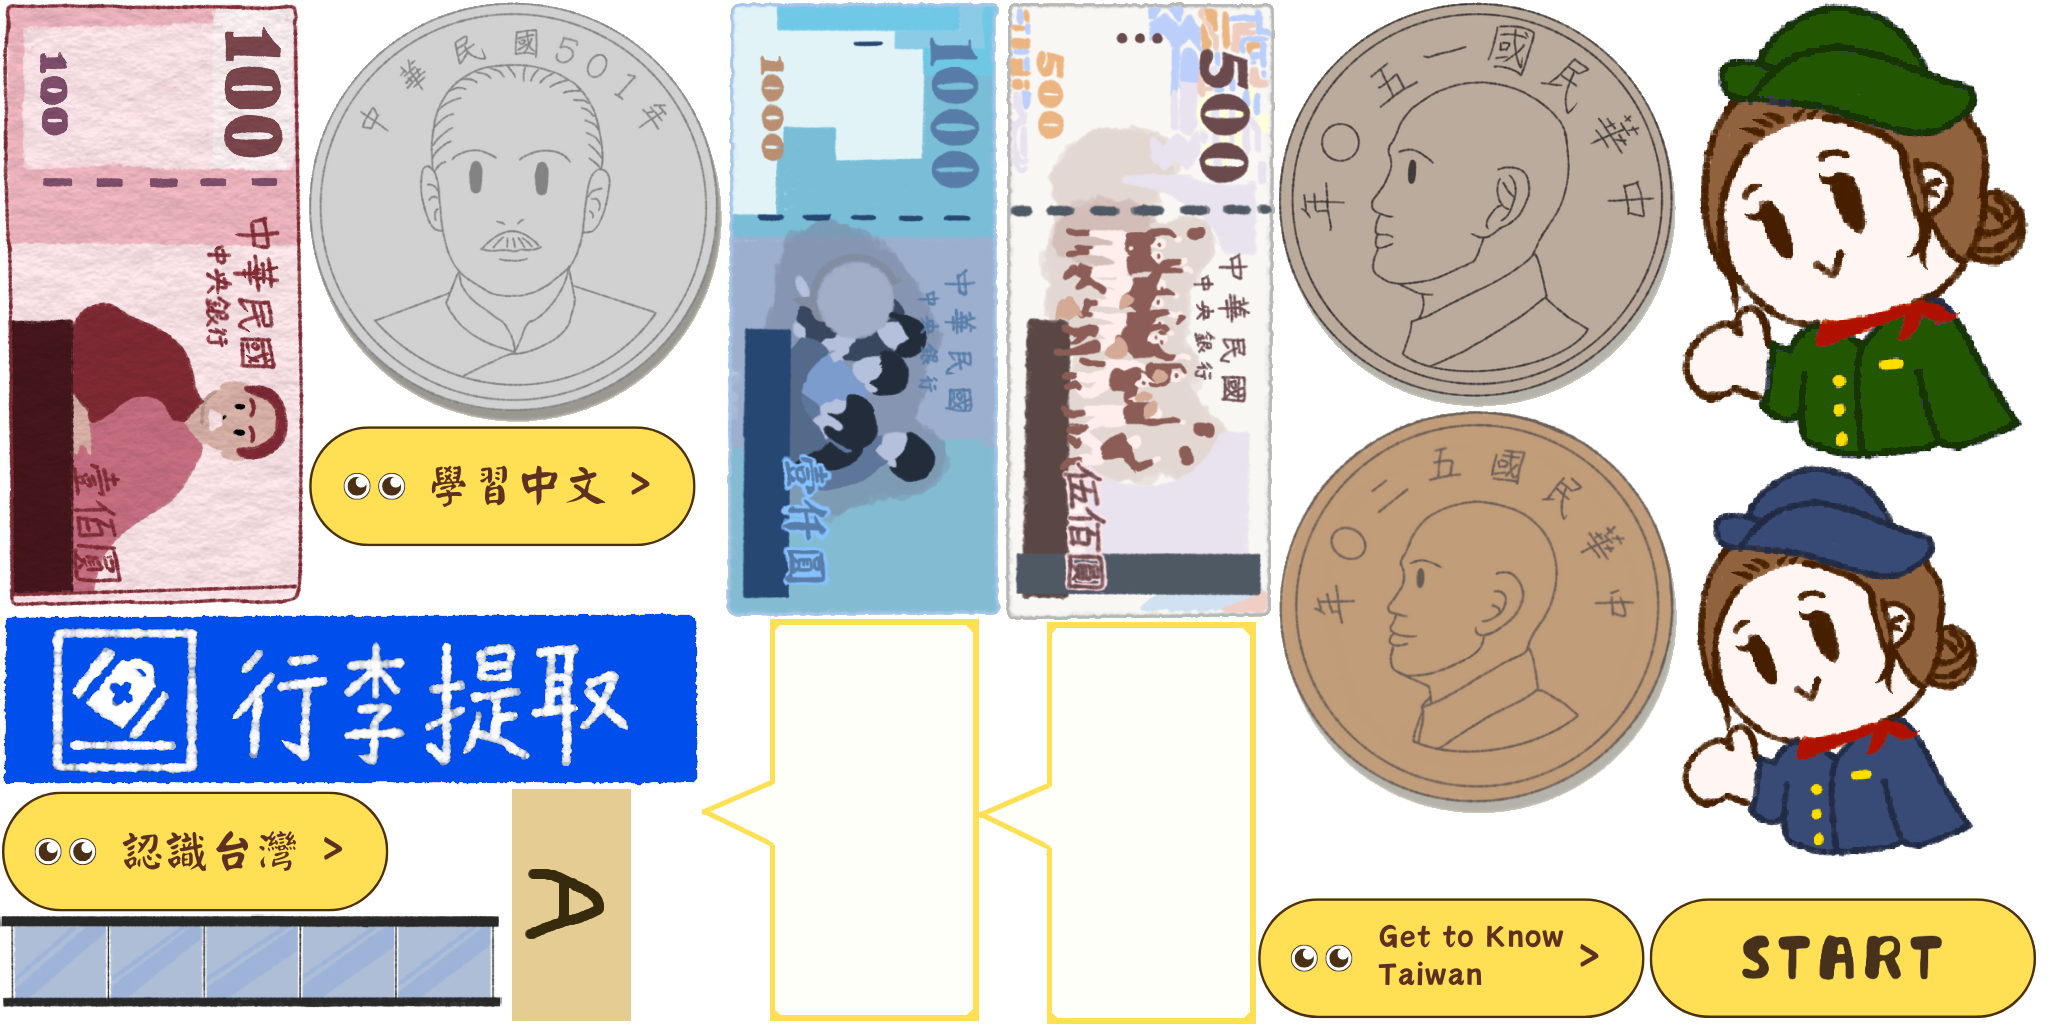 100
100
中華民國
中央銀行
壹佰圓
中華民國501年
學習中文 >
1000
1000
中華民國
中央銀行
壹仟圓
500
500
中華民國
中央銀行
伍佰圓
中華民國一五〇年
中華民國五二〇年
行李提取
認識台灣 >
A
Get to Know
Taiwan >
START